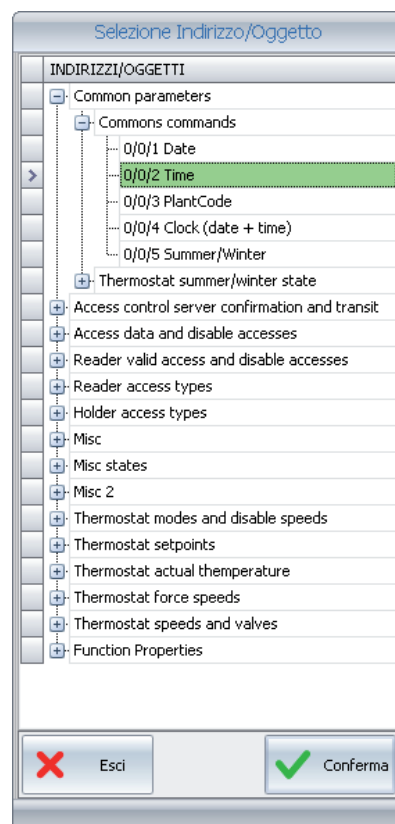 Selezione Indirizzo/Oggetto
INDIRIZZI/OGGETTI
Common parameters
Commons commands
0/0/1 Date
0/0/2 Time
0/0/3 PlantCode
0/0/4 Clock (date + time)
0/0/5 Summer/Winter
Thermostat summer/winter state
Access control server confirmation and transit
Access data and disable accesses
Reader valid access and disable accesses
Reader access types
Holder access types
Misc
Misc states
Misc 2
Thermostat modes and disable speeds
Thermostat setpoints
Thermostat actual themperature
Thermostat force speeds
Thermostat speeds and valves
Function Properties
Esci
Conferma